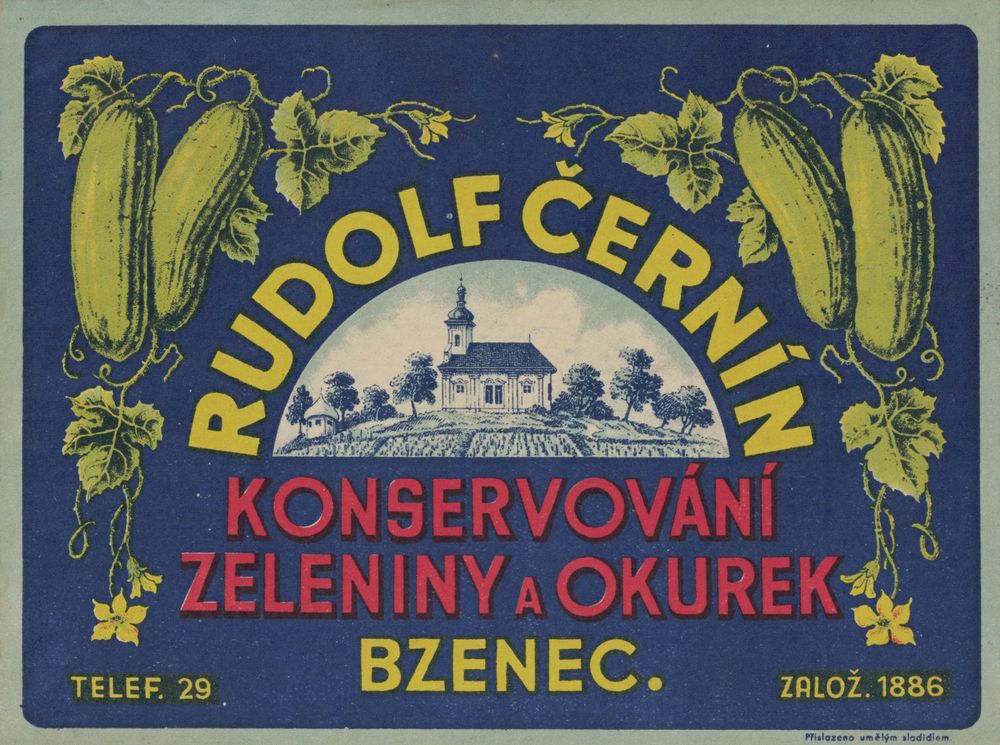 RUDOLF ČERNÍN
KONSERVOVÁNÍ
ZELENINY A OKUREK
BZENEC.
TELEF. 29
ZALOŽ. 1886
Přislazeno umělým sladidlem.